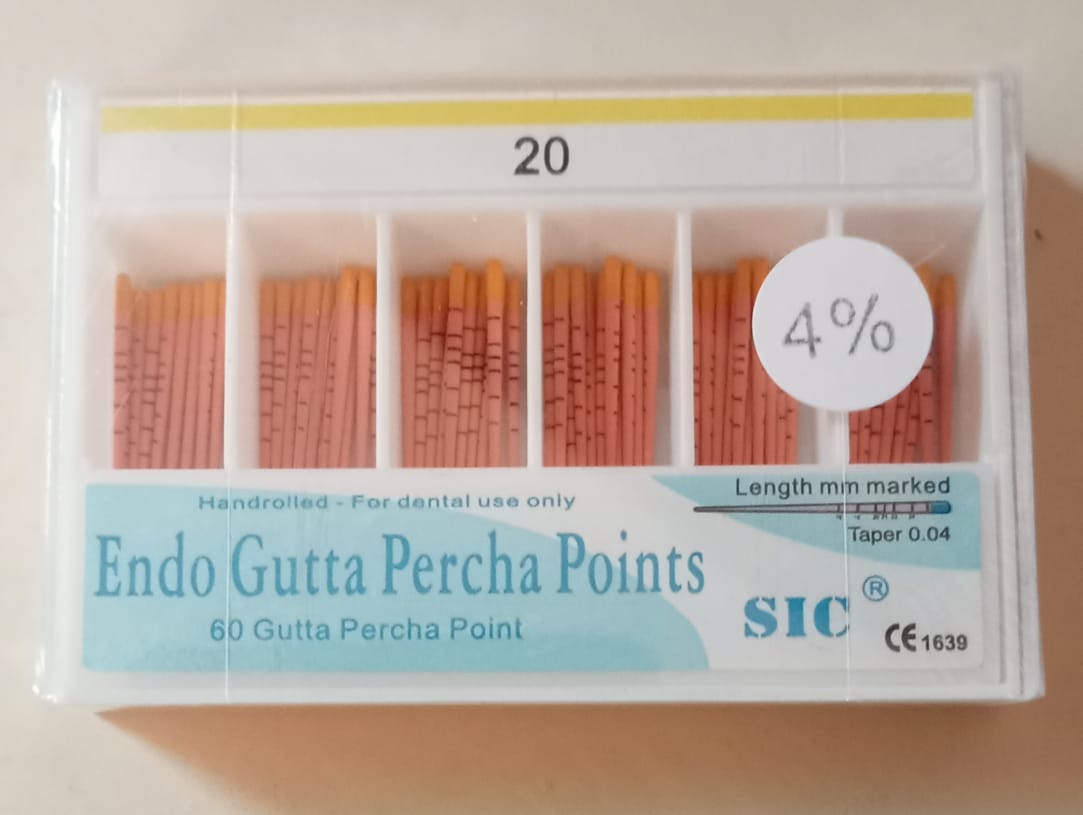 20
4%
Handrolled - For dental use only
Length mm marked
Taper 0.04
Endo Gutta Percha Points
60 Gutta Percha Point
SIC ®
CE 1639